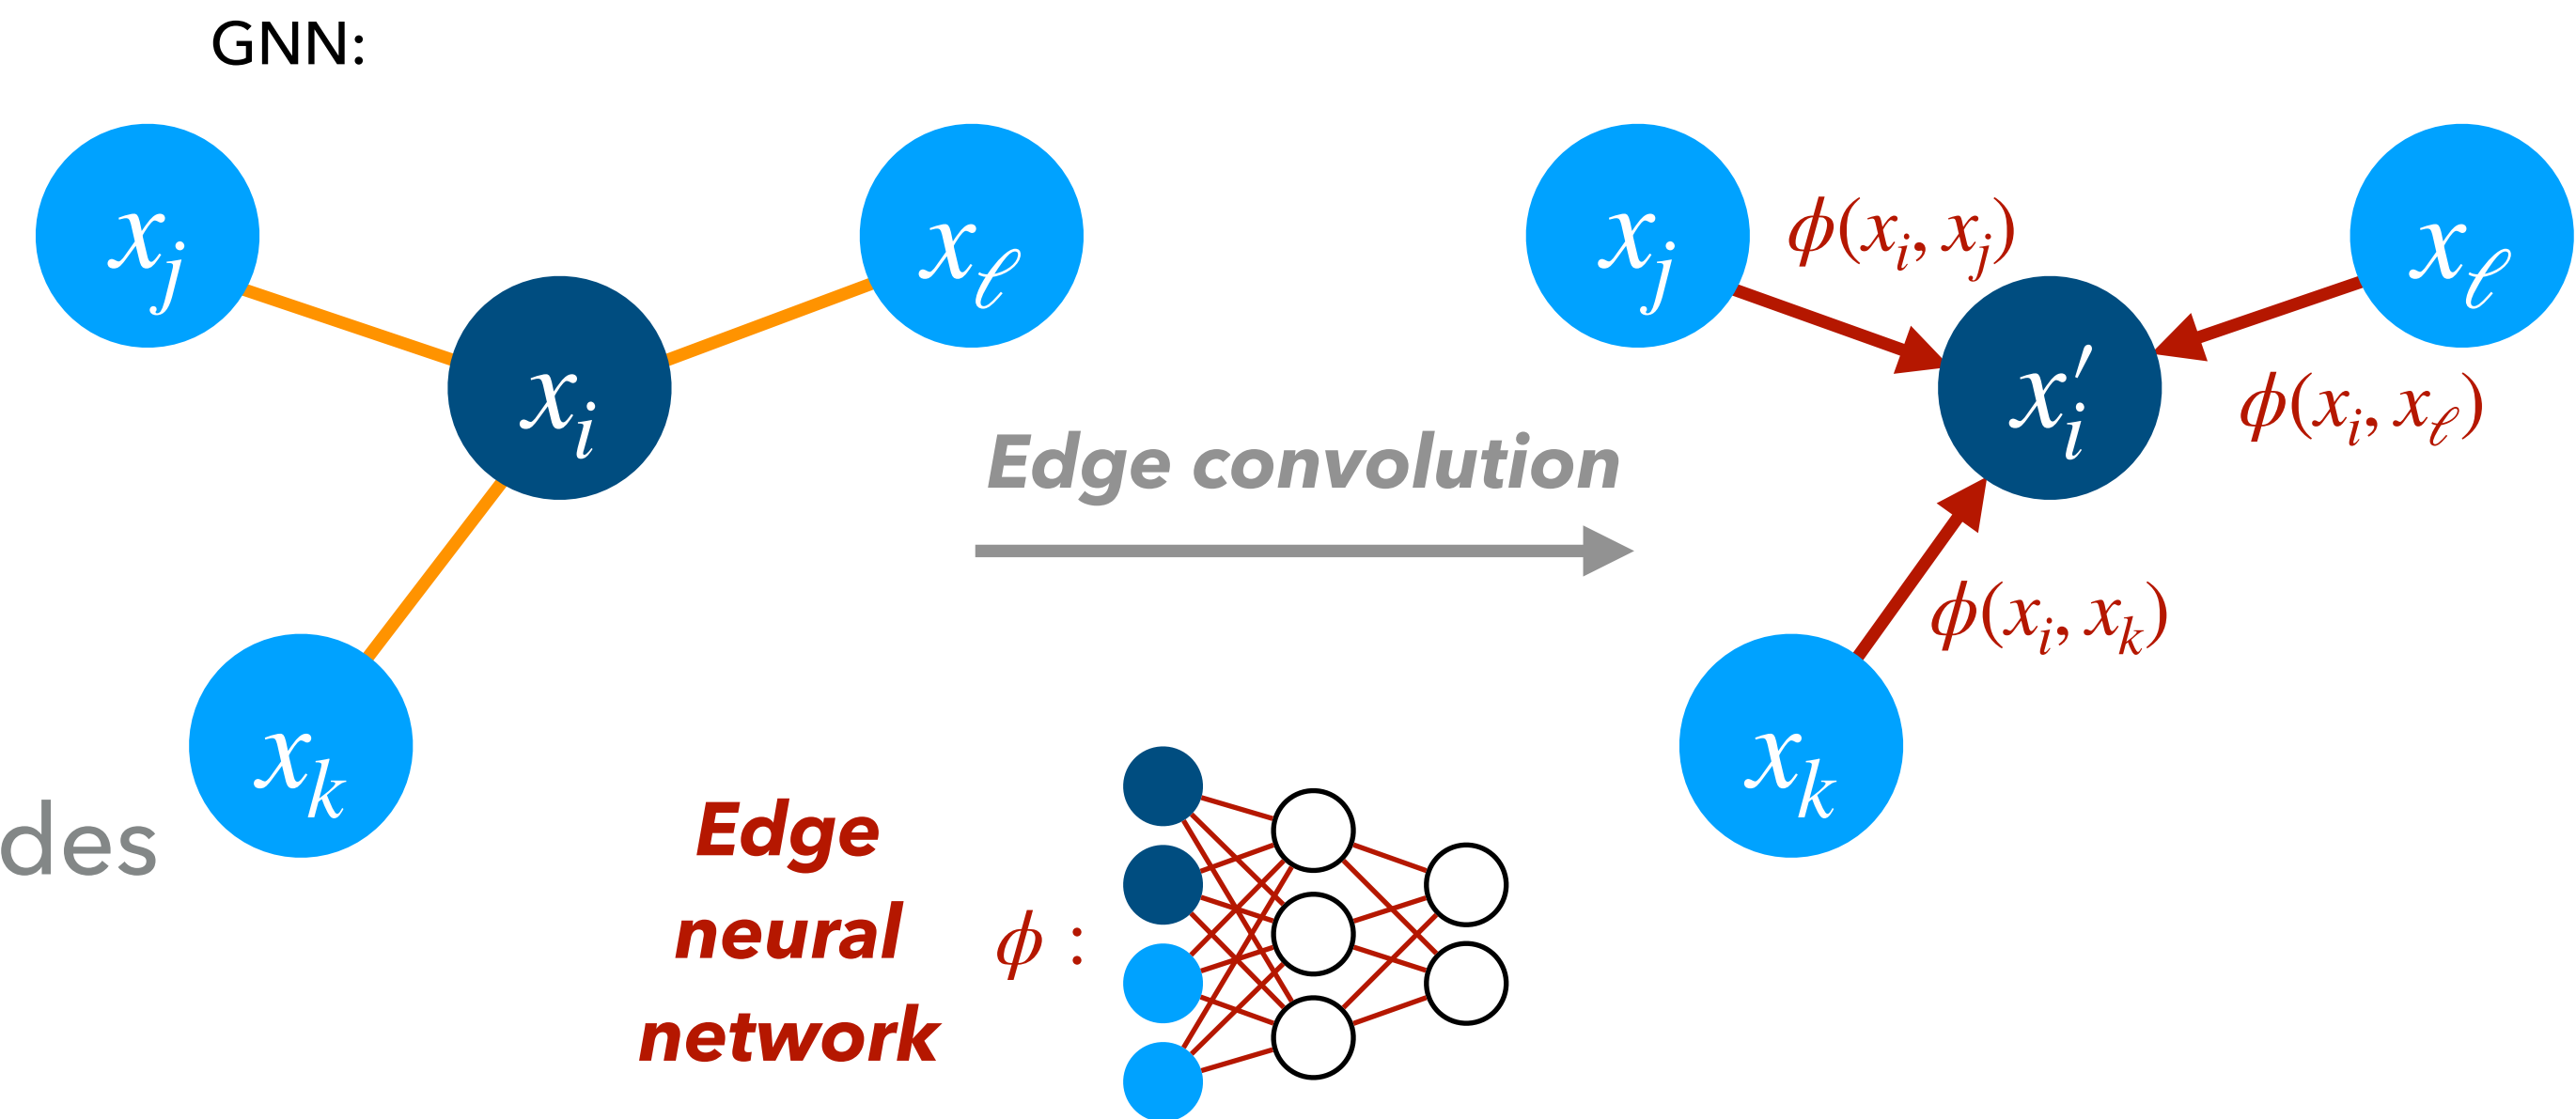 GNN:
x_j
x_ℓ
x_i
x_k
Edge convolution
x_j
ϕ(x_i, x_j)
x_ℓ
x′_i
ϕ(x_i, x_ℓ)
ϕ(x_i, x_k)
x_k
des
Edge
neural
network
ϕ :